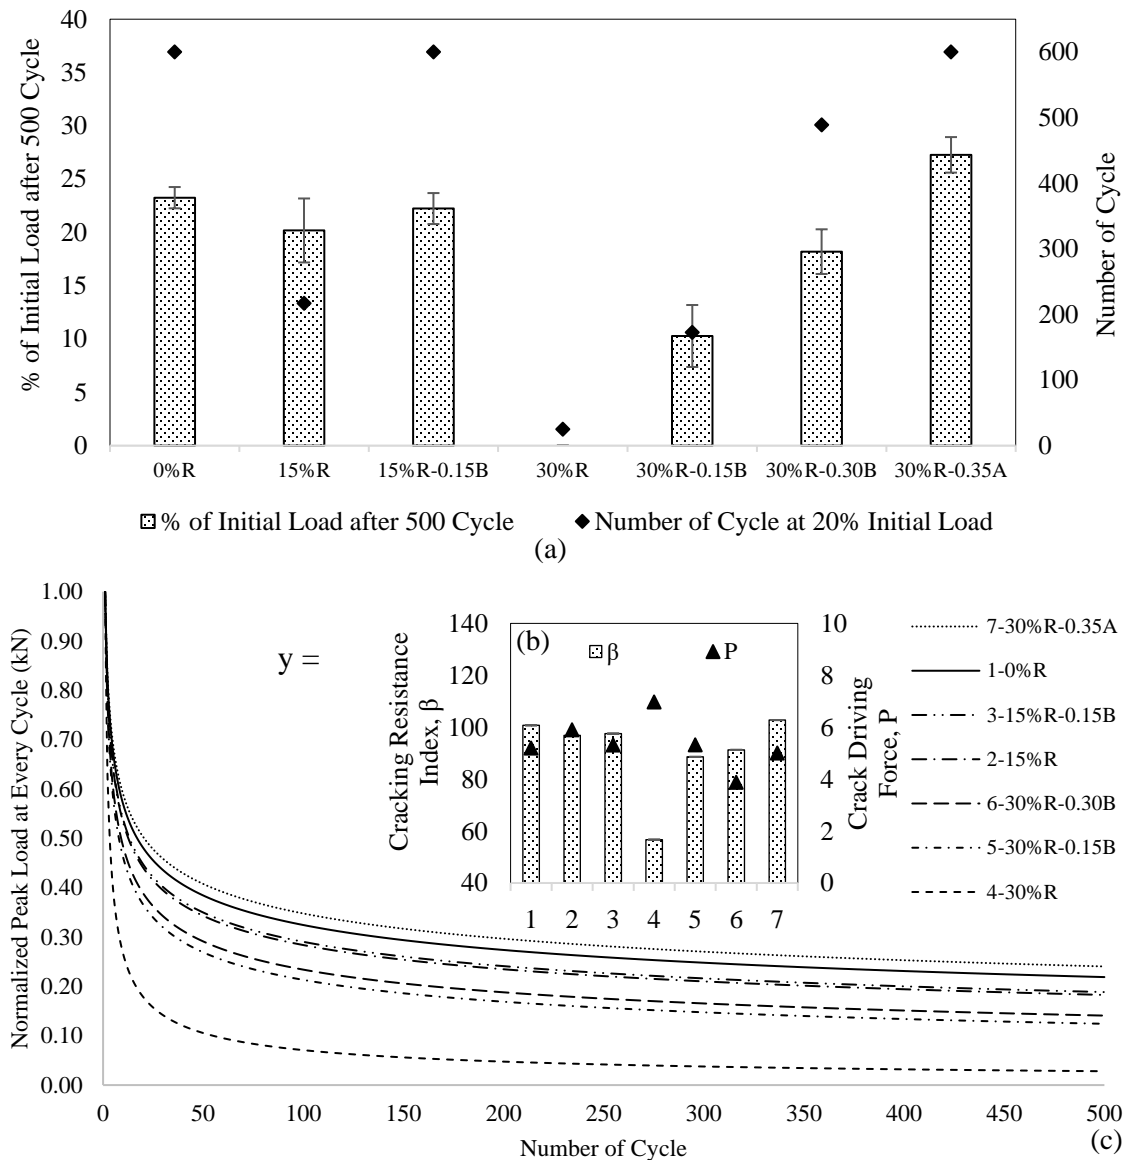 % of Initial Load after 500 Cycle
40
35
30
25
20
15
10
5
0
600
500
400
300
200
100
0
Number of Cycle
0%R 15%R 15%R-0.15B 30%R 30%R-0.15B 30%R-0.30B 30%R-0.35A
% of Initial Load after 500 Cycle Number of Cycle at 20% Initial Load
(a)
Normalized Peak Load at Every Cycle (kN)
1.00
0.90
0.80
0.70
0.60
0.50
0.40
0.30
0.20
0.10
0.00
y =
Cracking Resistance
Index, β
140
120
100
80
60
40
(b)
β P
10
8
6
4
2
0
Crack Driving
Force, P
1 2 3 4 5 6 7
7-30%R-0.35A
1-0%R
3-15%R-0.15B
2-15%R
6-30%R-0.30B
5-30%R-0.15B
4-30%R
0 50 100 150 200 250 300 350 400 450 500
Number of Cycle
(c)